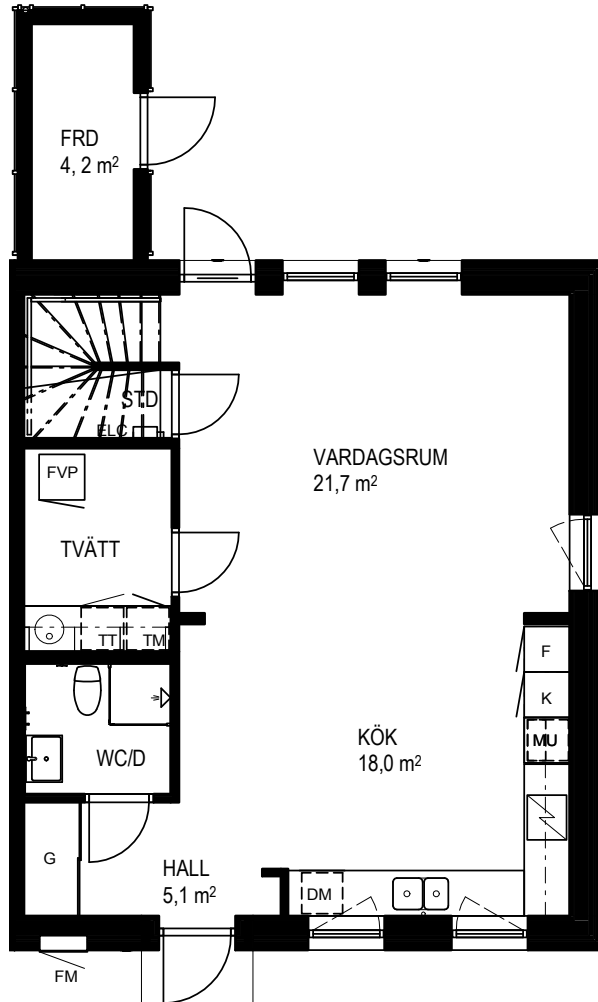 FRD
4, 2 m²
STD
ELC
FVP
VARDAGSRUM
21,7 m²
TVÄTT
TT
TM
F
K
MU
KÖK
18,0 m²
WC/D
G
HALL
5,1 m²
DM
FM